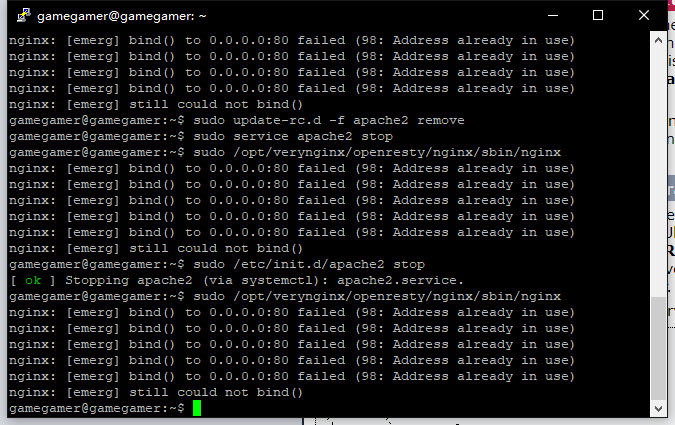 gamegamer@gamegamer: ~
nginx: [emerg] bind() to 0.0.0.0:80 failed (98: Address already in use)
nginx: [emerg] bind() to 0.0.0.0:80 failed (98: Address already in use)
nginx: [emerg] bind() to 0.0.0.0:80 failed (98: Address already in use)
nginx: [emerg] bind() to 0.0.0.0:80 failed (98: Address already in use)
nginx: [emerg] still could not bind()
gamegamer@gamegamer:~$ sudo update-rc.d -f apache2 remove
gamegamer@gamegamer:~$ sudo service apache2 stop
gamegamer@gamegamer:~$ sudo /opt/verynginx/openresty/nginx/sbin/nginx
nginx: [emerg] bind() to 0.0.0.0:80 failed (98: Address already in use)
nginx: [emerg] bind() to 0.0.0.0:80 failed (98: Address already in use)
nginx: [emerg] bind() to 0.0.0.0:80 failed (98: Address already in use)
nginx: [emerg] bind() to 0.0.0.0:80 failed (98: Address already in use)
nginx: [emerg] bind() to 0.0.0.0:80 failed (98: Address already in use)
nginx: [emerg] still could not bind()
gamegamer@gamegamer:~$ sudo /etc/init.d/apache2 stop
[ ok ] Stopping apache2 (via systemctl): apache2.service.
gamegamer@gamegamer:~$ sudo /opt/verynginx/openresty/nginx/sbin/nginx
nginx: [emerg] bind() to 0.0.0.0:80 failed (98: Address already in use)
nginx: [emerg] bind() to 0.0.0.0:80 failed (98: Address already in use)
nginx: [emerg] bind() to 0.0.0.0:80 failed (98: Address already in use)
nginx: [emerg] bind() to 0.0.0.0:80 failed (98: Address already in use)
nginx: [emerg] bind() to 0.0.0.0:80 failed (98: Address already in use)
nginx: [emerg] still could not bind()
gamegamer@gamegamer:~$